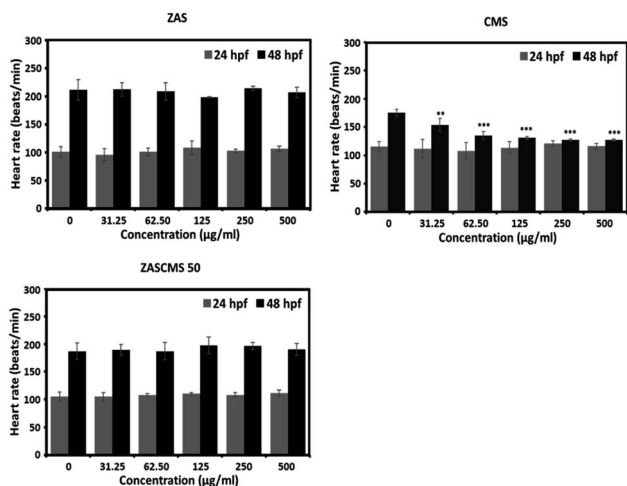 ZAS
300
250
200
150
100
50
0
Heart rate (beats/min)
24 hpf 48 hpf
0 31.25 62.50 125 250 500
Concentration (µg/ml)
CMS
300
250
200
150
100
50
0
Heart rate (beats/min)
24 hpf 48 hpf
** *** *** *** ***
0 31.25 62.50 125 250 500
Concentration (µg/ml)
ZASCMS 50
300
250
200
150
100
50
0
Heart rate (beats/min)
24 hpf 48 hpf
0 31.25 62.50 125 250 500
Concentration (µg/ml)